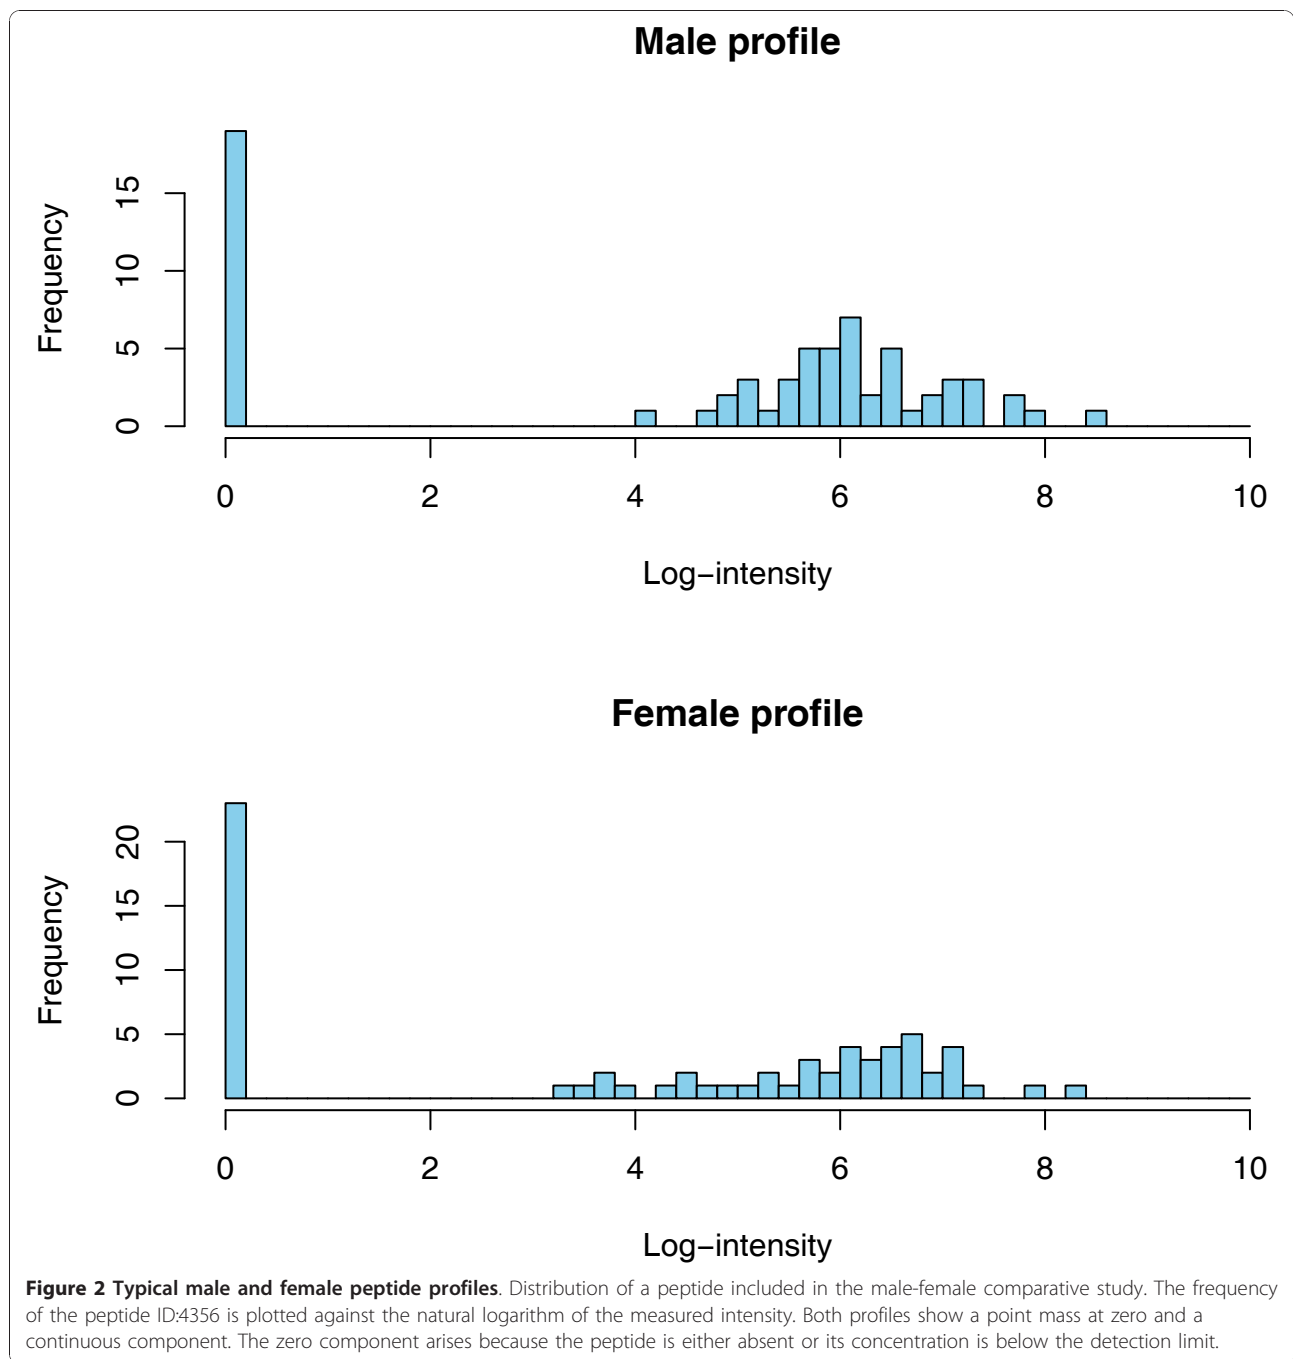 Male profile
Frequency
15
10
5
0
0 2 4 6 8 10
Log−intensity
Female profile
Frequency
20
15
10
5
0
0 2 4 6 8 10
Log−intensity
Figure 2 Typical male and female peptide profiles. Distribution of a peptide included in the male-female comparative study. The frequency
of the peptide ID:4356 is plotted against the natural logarithm of the measured intensity. Both profiles show a point mass at zero and a
continuous component. The zero component arises because the peptide is either absent or its concentration is below the detection limit.